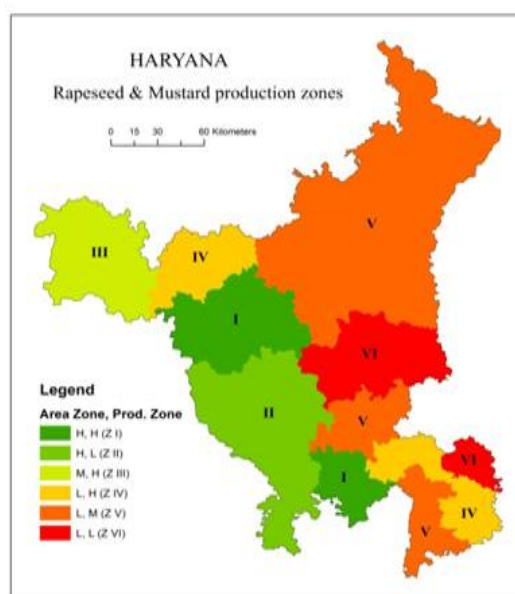 HARYANA
Rapeseed & Mustard production zones
0 15 30 60 Kilometers
V
III
IV
I
VI
II
V
I
VI
IV
V
Legend
Area Zone, Prod. Zone
H, H (Z I)
H, L (Z II)
M, H (Z III)
L, H (Z IV)
L, M (Z V)
L, L (Z VI)